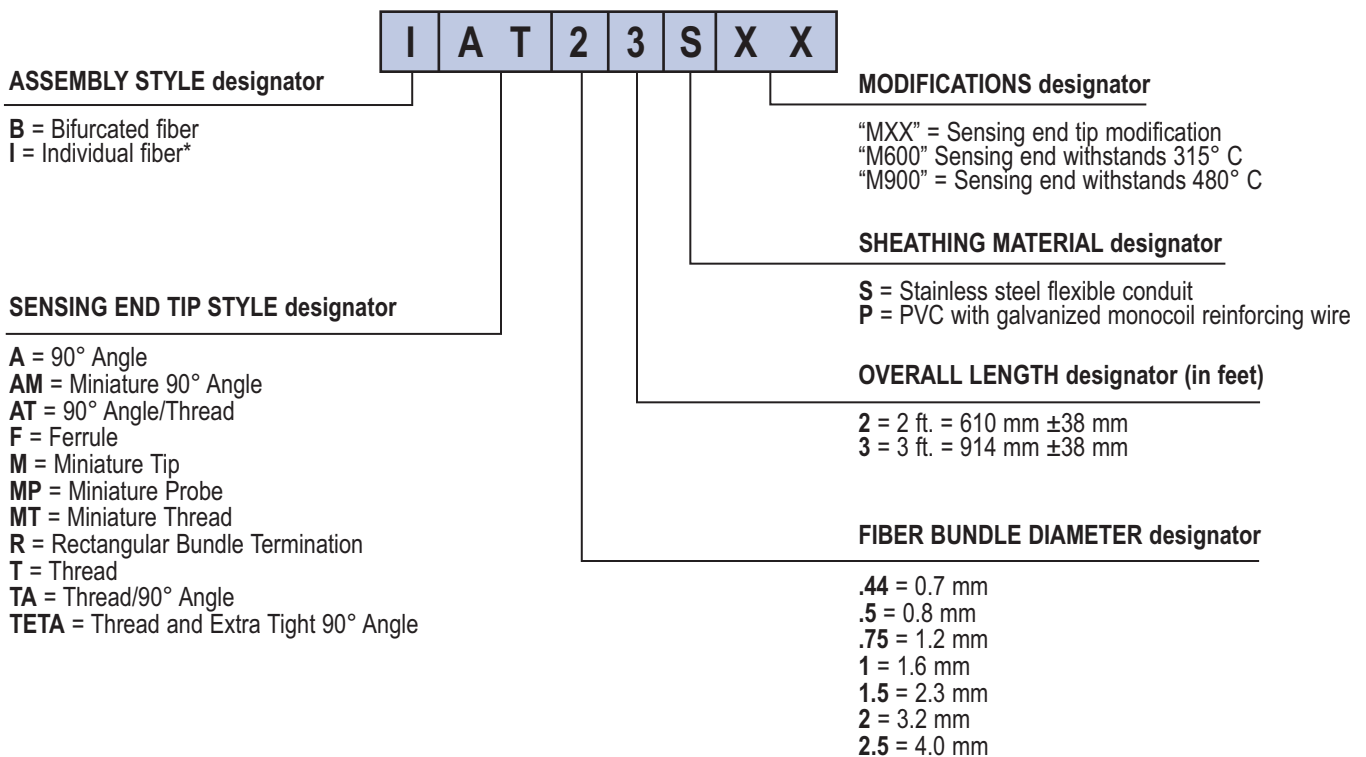 I A T 2 3 S X X
ASSEMBLY STYLE designator
B = Bifurcated fiber
I = Individual fiber*
SENSING END TIP STYLE designator
A = 90° Angle
AM = Miniature 90° Angle
AT = 90° Angle/Thread
F = Ferrule
M = Miniature Tip
MP = Miniature Probe
MT = Miniature Thread
R = Rectangular Bundle Termination
T = Thread
TA = Thread/90° Angle
TETA = Thread and Extra Tight 90° Angle
MODIFICATIONS designator
“MXX” = Sensing end tip modification
“M600” Sensing end withstands 315° C
“M900” = Sensing end withstands 480° C
SHEATHING MATERIAL designator
S = Stainless steel flexible conduit
P = PVC with galvanized monocoil reinforcing wire
OVERALL LENGTH designator (in feet)
2 = 2 ft. = 610 mm ±38 mm
3 = 3 ft. = 914 mm ±38 mm
FIBER BUNDLE DIAMETER designator
.44 = 0.7 mm
.5 = 0.8 mm
.75 = 1.2 mm
1 = 1.6 mm
1.5 = 2.3 mm
2 = 3.2 mm
2.5 = 4.0 mm